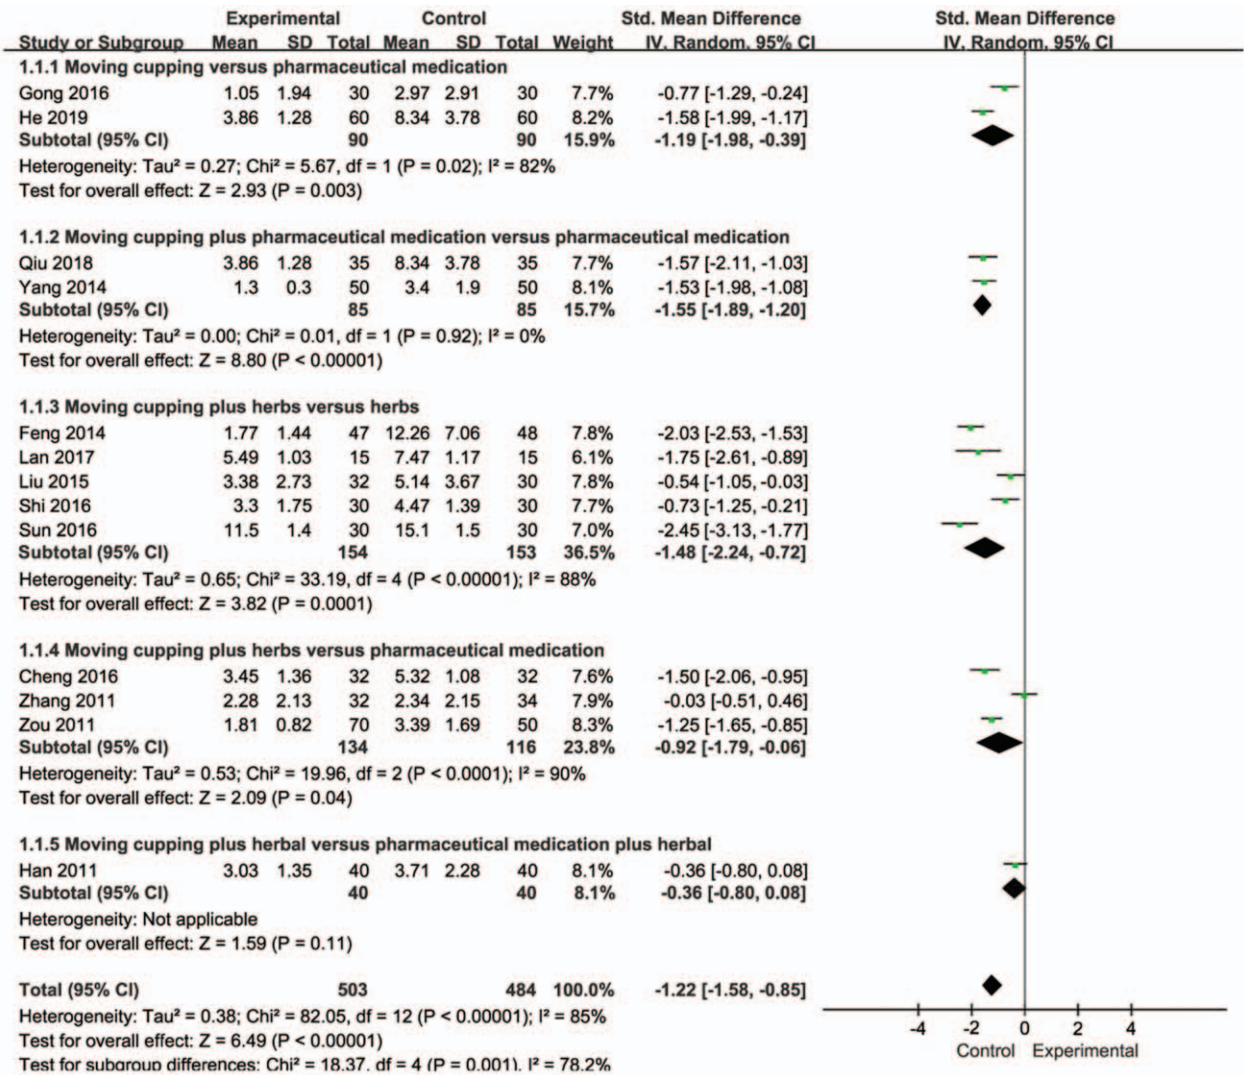 Experimental Control Std. Mean Difference Std. Mean Difference
Study or Subgroup Mean SD Total Mean SD Total Weight IV. Random. 95% CI IV. Random. 95% CI
1.1.1 Moving cupping versus pharmaceutical medication
Gong 2016 1.05 1.94 30 2.97 2.91 30 7.7% -0.77 [-1.29, -0.24]
He 2019 3.86 1.28 60 8.34 3.78 60 8.2% -1.58 [-1.99, -1.17]
Subtotal (95% CI) 90 90 15.9% -1.19 [-1.98, -0.39]
Heterogeneity: Tau² = 0.27; Chi² = 5.67, df = 1 (P = 0.02); I² = 82%
Test for overall effect: Z = 2.93 (P = 0.003)
1.1.2 Moving cupping plus pharmaceutical medication versus pharmaceutical medication
Qiu 2018 3.86 1.28 35 8.34 3.78 35 7.7% -1.57 [-2.11, -1.03]
Yang 2014 1.3 0.3 50 3.4 1.9 50 8.1% -1.53 [-1.98, -1.08]
Subtotal (95% CI) 85 85 15.7% -1.55 [-1.89, -1.20]
Heterogeneity: Tau² = 0.00; Chi² = 0.01, df = 1 (P = 0.92); I² = 0%
Test for overall effect: Z = 8.80 (P < 0.00001)
1.1.3 Moving cupping plus herbs versus herbs
Feng 2014 1.77 1.44 47 12.26 7.06 48 7.8% -2.03 [-2.53, -1.53]
Lan 2017 5.49 1.03 15 7.47 1.17 15 6.1% -1.75 [-2.61, -0.89]
Liu 2015 3.38 2.73 32 5.14 3.67 30 7.8% -0.54 [-1.05, -0.03]
Shi 2016 3.3 1.75 30 4.47 1.39 30 7.7% -0.73 [-1.25, -0.21]
Sun 2016 11.5 1.4 30 15.1 1.5 30 7.0% -2.45 [-3.13, -1.77]
Subtotal (95% CI) 154 153 36.5% -1.48 [-2.24, -0.72]
Heterogeneity: Tau² = 0.65; Chi² = 33.19, df = 4 (P < 0.00001); I² = 88%
Test for overall effect: Z = 3.82 (P = 0.0001)
1.1.4 Moving cupping plus herbs versus pharmaceutical medication
Cheng 2016 3.45 1.36 32 5.32 1.08 32 7.6% -1.50 [-2.06, -0.95]
Zhang 2011 2.28 2.13 32 2.34 2.15 34 7.9% -0.03 [-0.51, 0.46]
Zou 2011 1.81 0.82 70 3.39 1.69 50 8.3% -1.25 [-1.65, -0.85]
Subtotal (95% CI) 134 116 23.8% -0.92 [-1.79, -0.06]
Heterogeneity: Tau² = 0.53; Chi² = 19.96, df = 2 (P < 0.0001); I² = 90%
Test for overall effect: Z = 2.09 (P = 0.04)
1.1.5 Moving cupping plus herbal versus pharmaceutical medication plus herbal
Han 2011 3.03 1.35 40 3.71 2.28 40 8.1% -0.36 [-0.80, 0.08]
Subtotal (95% CI) 40 40 8.1% -0.36 [-0.80, 0.08]
Heterogeneity: Not applicable
Test for overall effect: Z = 1.59 (P = 0.11)
Total (95% CI) 503 484 100.0% -1.22 [-1.58, -0.85]
Heterogeneity: Tau² = 0.38; Chi² = 82.05, df = 12 (P < 0.00001); I² = 85%
Test for overall effect: Z = 6.49 (P < 0.00001)
Test for subgroup differences: Chi² = 18.37. df = 4 (P = 0.001). I² = 78.2%
-4 -2 0 2 4
Control Experimental